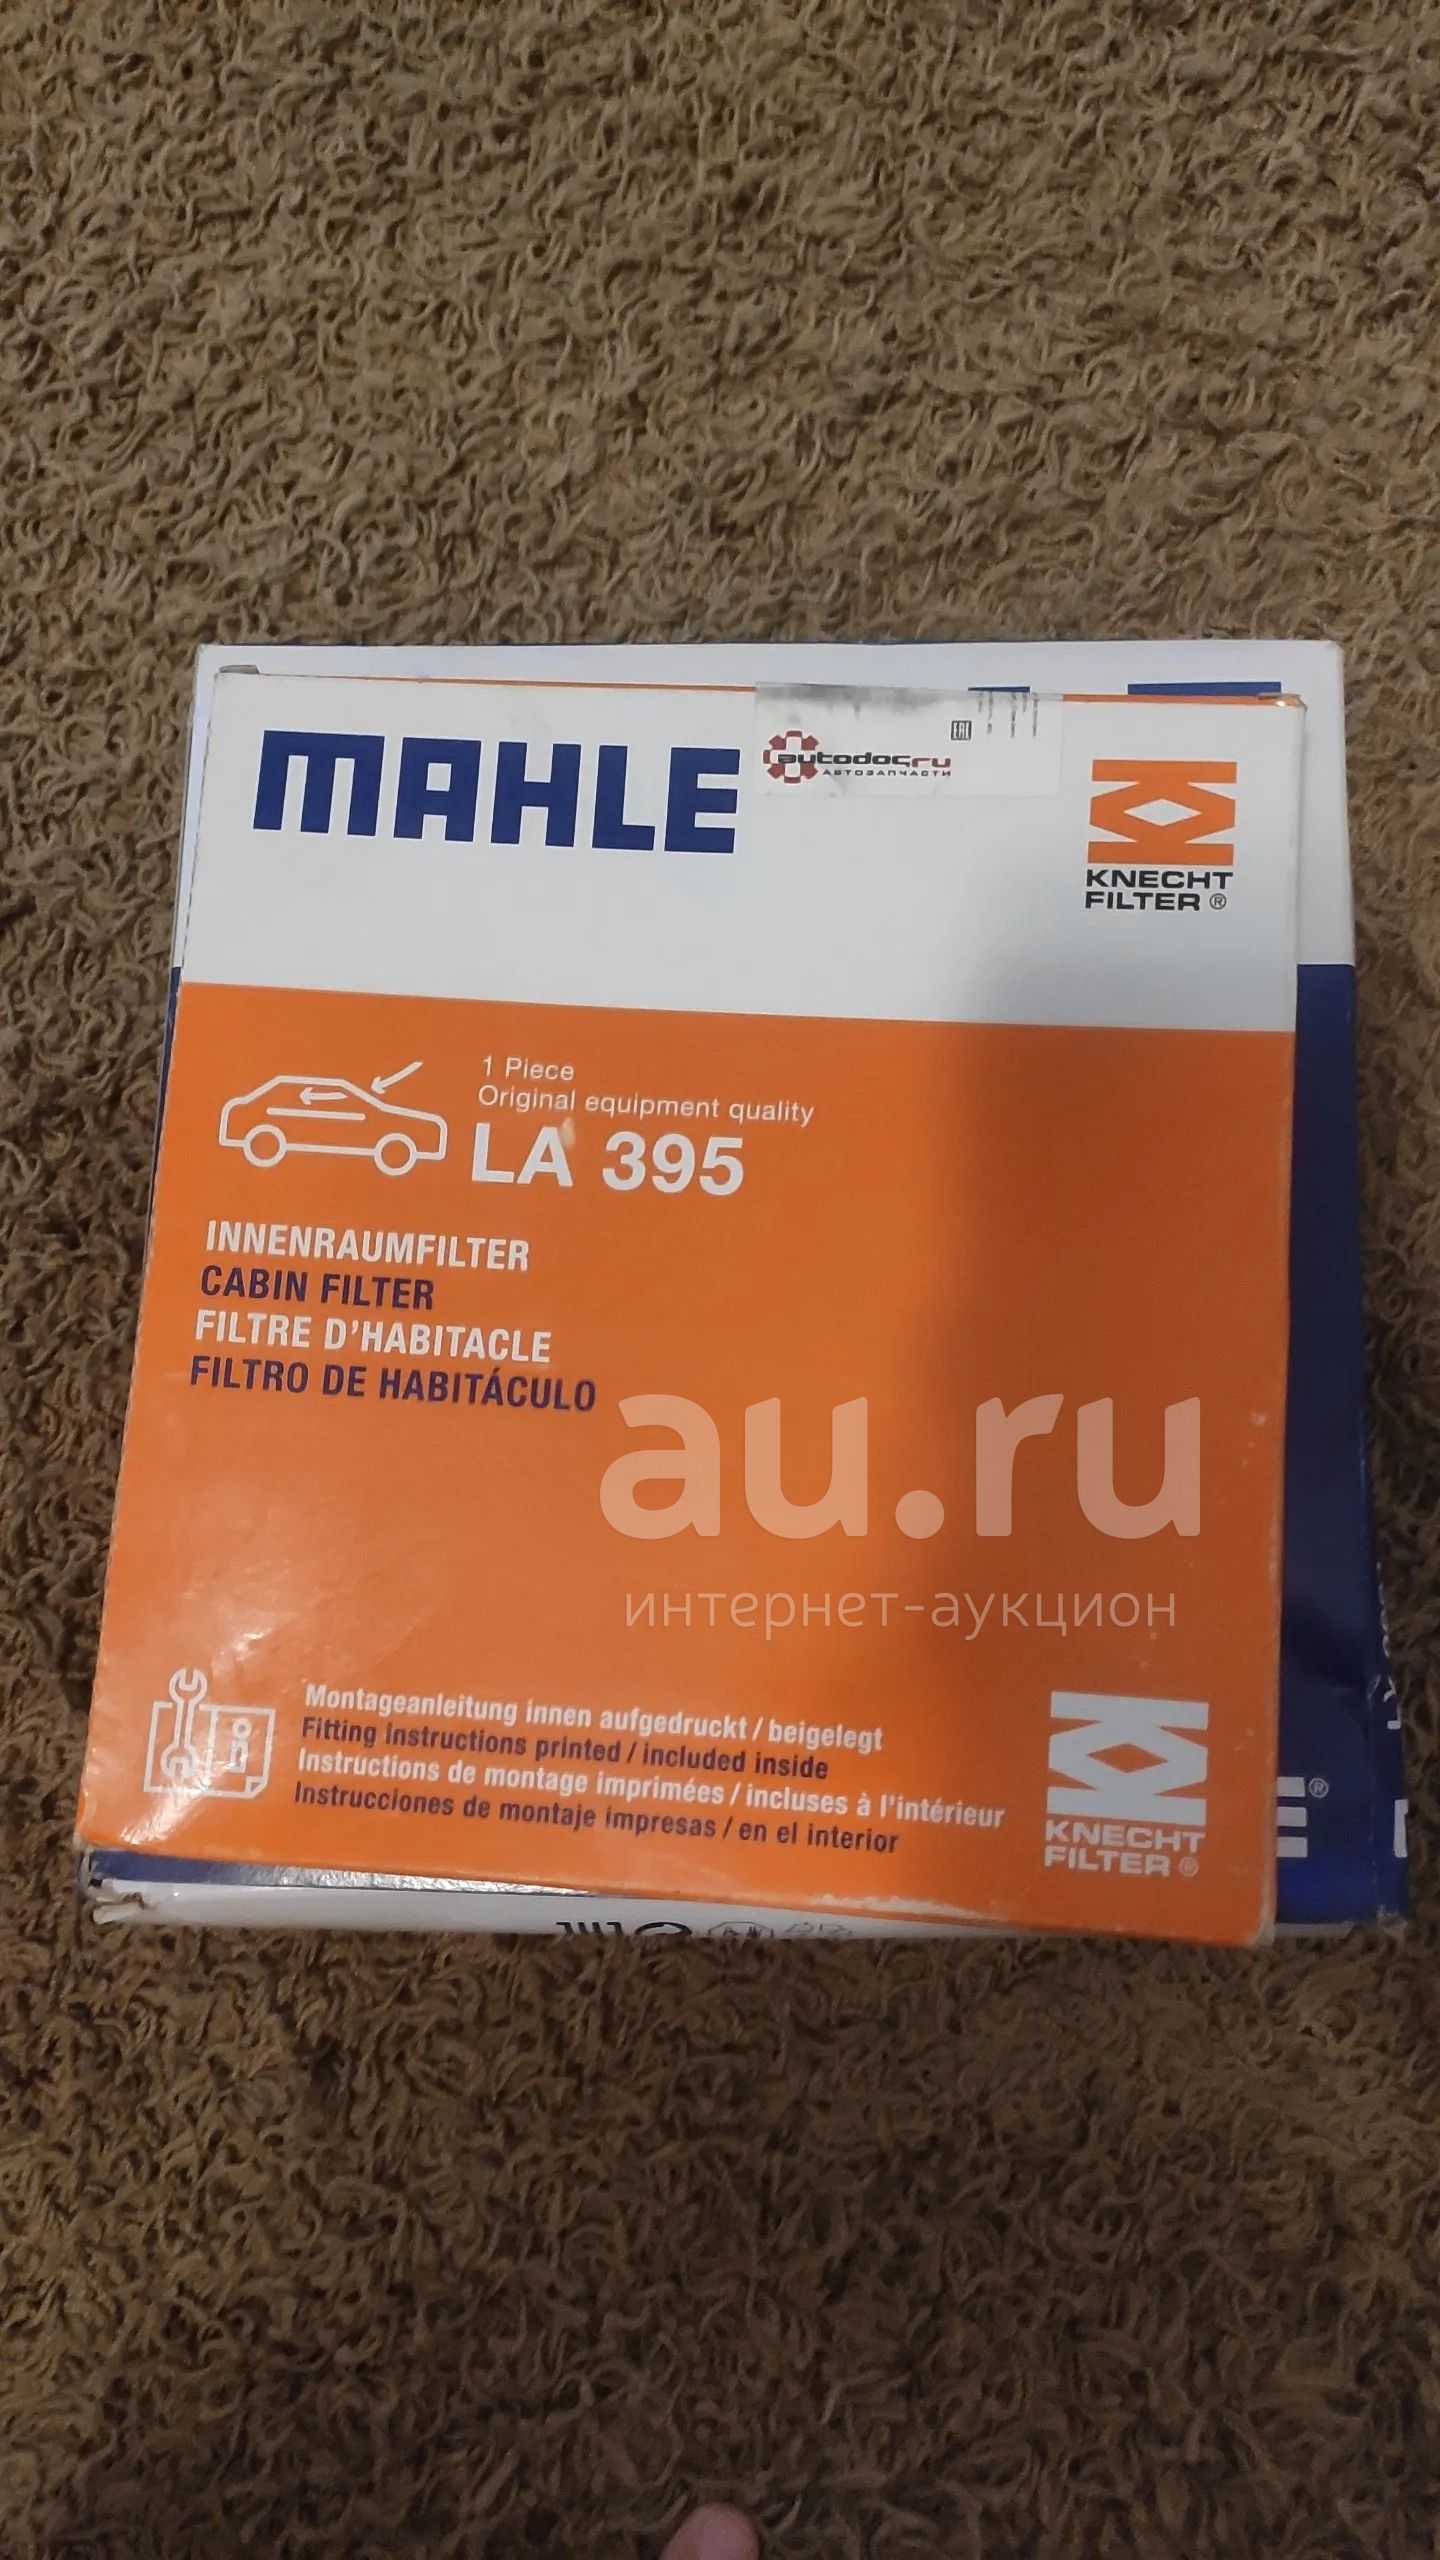 MAHLE
autodoc.ru
АВТОЗАПЧАСТИ
EAC
KNECHT
FILTER ®
1 Piece
Original equipment quality
LA 395
INNENRAUMFILTER
CABIN FILTER
FILTRE D'HABITACLE
FILTRO DE HABITÁCULO
au.ru
интернет-аукцион
Montageanleitung innen aufgedruckt / beigelegt
Fitting instructions printed / included inside
Instructions de montage imprimées / incluses à l'intérieur
Instrucciones de montaje impresas / en el interior
KNECHT
FILTER ®